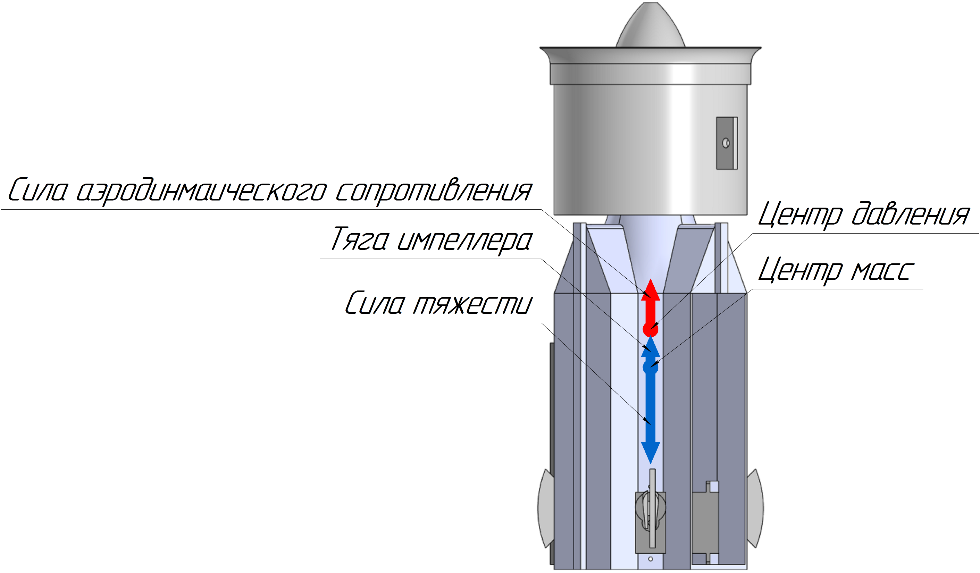 Сила аэродинмаического сопротивления
Тяга импеллера
Сила тяжести
Центр давления
Центр масс